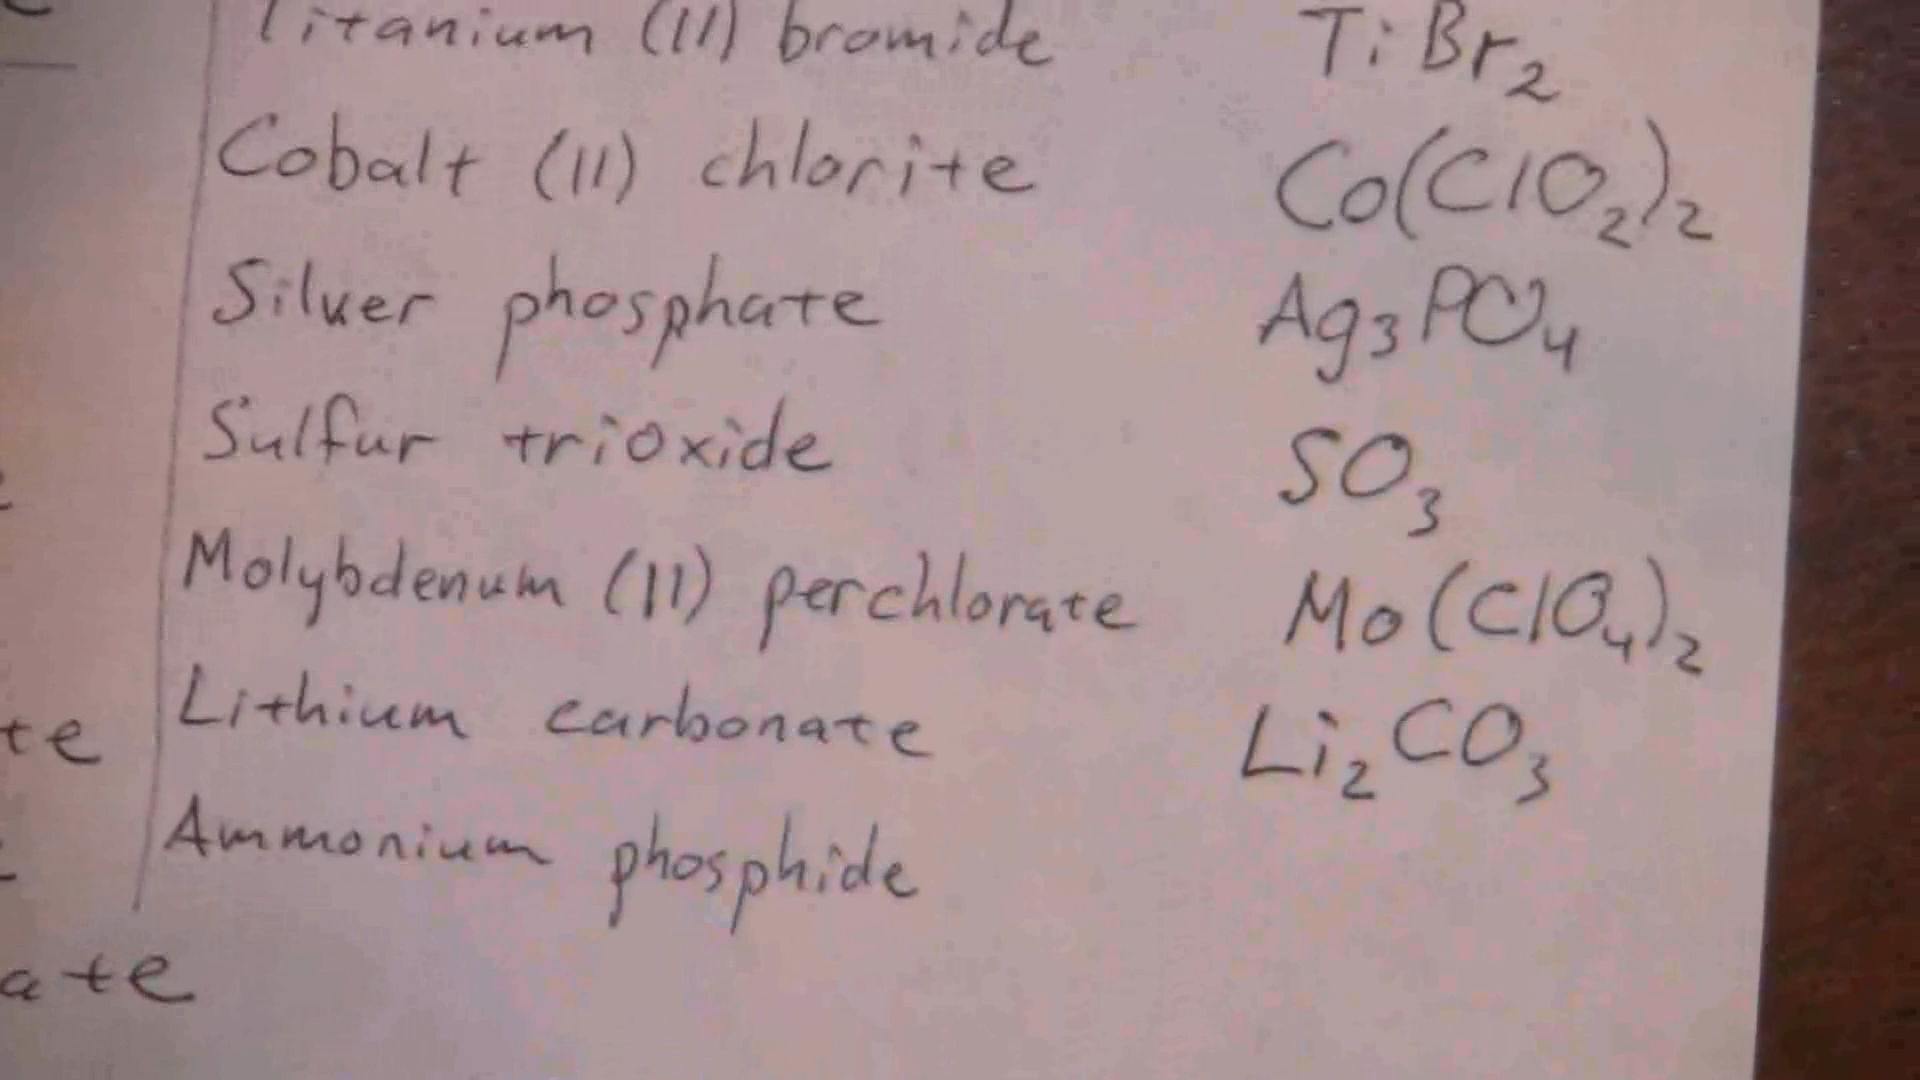 Titanium (II) bromide TiBr₂
Cobalt (II) chlorite Co(ClO₂)₂
Silver phosphate Ag₃PO₄
Sulfur trioxide SO₃
Molybdenum (II) perchlorate Mo(ClO₄)₂
Lithium carbonate Li₂CO₃
te
Ammonium phosphide
ate